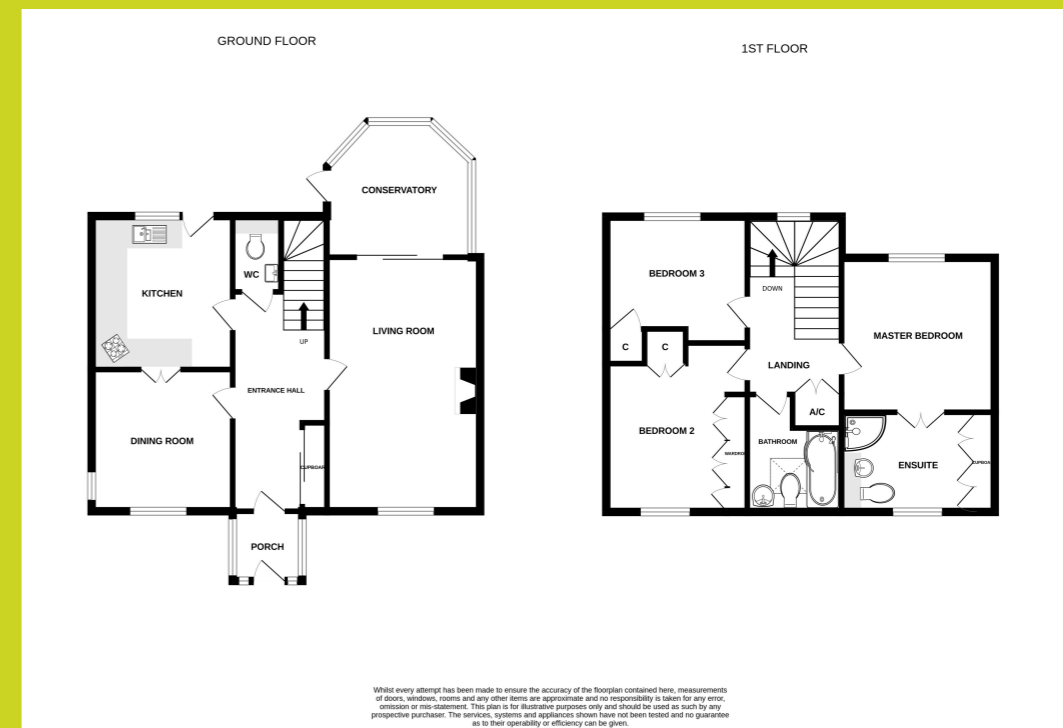 GROUND FLOOR
CONSERVATORY
WC
KITCHEN
LIVING ROOM
UP
ENTRANCE HALL
DINING ROOM
CUPBOAR
PORCH
1ST FLOOR
BEDROOM 3
DOWN
MASTER BEDROOM
C
C
LANDING
A/C
BEDROOM 2
BATHROOM
ENSUITE
Whilst every attempt has been made to ensure the accuracy of the floorplan contained here, measurements
of doors, windows, rooms and any other items are approximate and no responsibility is taken for any error,
omission or mis-statement. This plan is for illustrative purposes only and should be used as such by any
prospective purchaser. The services, systems and appliances shown have not been tested and no guarantee
as to their operability or efficiency can be given.